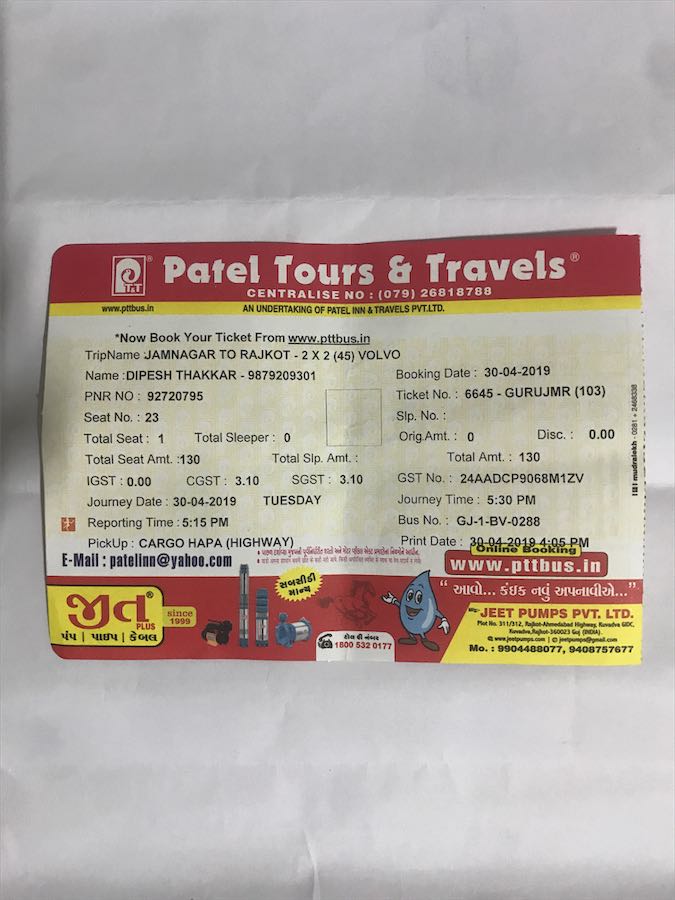 Patel Tours & Travels®
PTT ®
CENTRALISE NO : (079) 26818788
www.pttbus.in
AN UNDERTAKING OF PATEL INN & TRAVELS PVT.LTD.
*Now Book Your Ticket From www.pttbus.in
TripName :JAMNAGAR TO RAJKOT - 2 X 2 (45) VOLVO
Name :DIPESH THAKKAR - 9879209301 Booking Date : 30-04-2019
PNR NO : 92720795 Ticket No. : 6645 - GURUJMR (103)
Seat No. : 23 Slp. No. :
Total Seat : 1 Total Sleeper : 0 Orig.Amt. : 0 Disc. : 0.00
Total Seat Amt. :130 Total Slp. Amt. : Total Amt. : 130
IGST : 0.00 CGST : 3.10 SGST : 3.10 GST No. : 24AADCP9068M1ZV
Journey Date : 30-04-2019 TUESDAY Journey Time : 5:30 PM
Reporting Time : 5:15 PM Bus No. : GJ-1-BV-0288
PickUp : CARGO HAPA (HIGHWAY) Print Date : 30-04-2019 4:05 PM
mudralekh - 0281 + 2468338
E-Mail : patelinn@yahoo.com
Online Booking
www.pttbus.in
જીત®
PLUS
પંપ | પાઇપ | કેબલ
since
1999
સબસીડી
માન્ય
ટોલ ફ્રી નંબર
1800 532 0177
“આવો... કંઇક નવું અપનાવીએ...”
JEET PUMPS PVT. LTD.
Plot No. 311/312, Rajkot-Ahmedabad Highway, Kuvadva GIDC,
Kuvadva,Rajkot-360023 Guj (INDIA).
www.jeetpumps.com | jeetpumps@gmail.com
Mo. : 9904488077, 9408757677